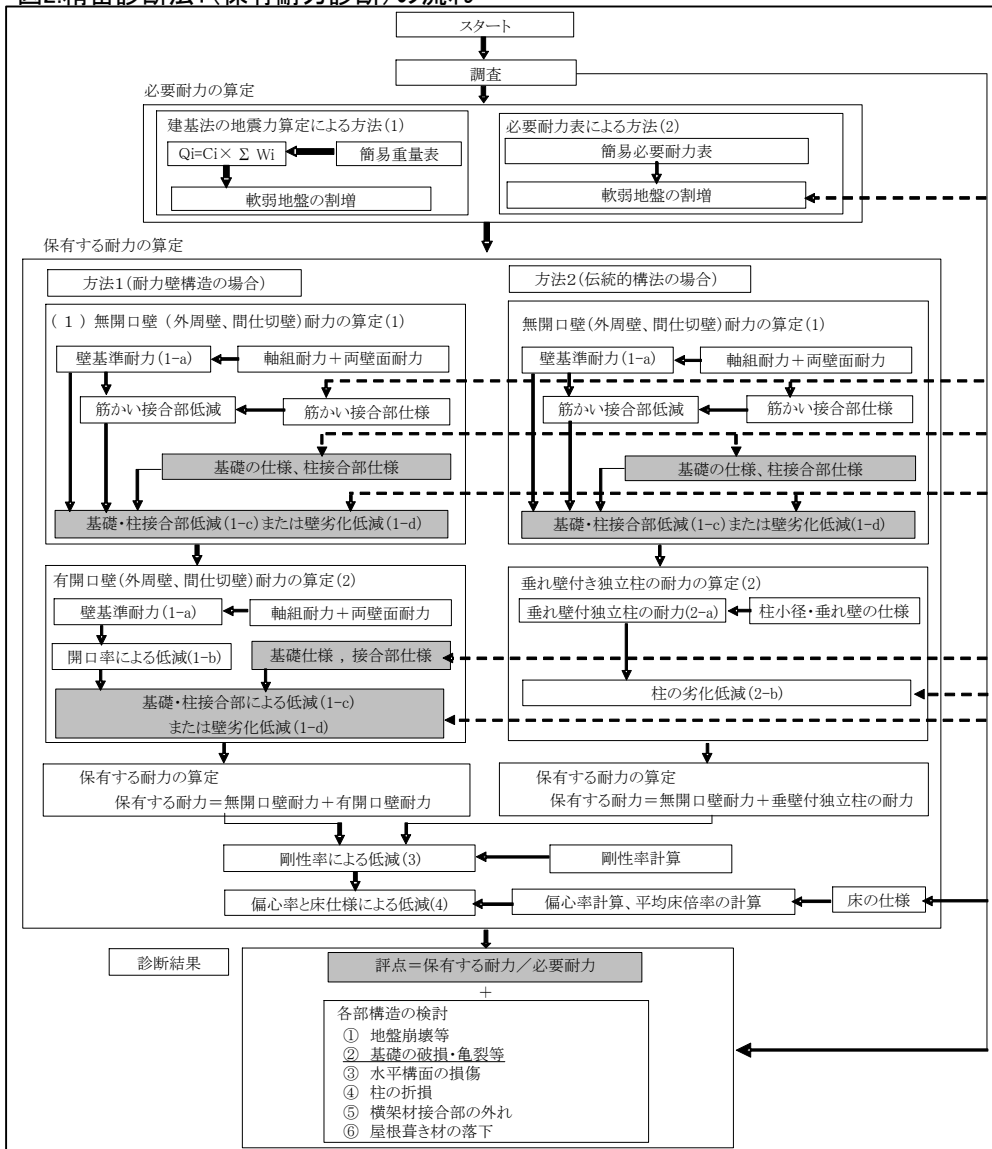 図2.精密診断法1(保有耐力診断)の流れ
スタート
調査
必要耐力の算定
建基法の地震力算定による方法(1)
Qi=Ci× Σ Wi
簡易重量表
軟弱地盤の割増
必要耐力表による方法(2)
簡易必要耐力表
軟弱地盤の割増
保有する耐力の算定
方法1(耐力壁構造の場合)
(１) 無開口壁 (外周壁、間仕切壁) 耐力の算定(1)
壁基準耐力(1-a)
軸組耐力＋両壁面耐力
筋かい接合部低減
筋かい接合部仕様
基礎の仕様、柱接合部仕様
基礎・柱接合部低減(1-c)または壁劣化低減(1-d)
有開口壁(外周壁、間仕切壁)耐力の算定(2)
壁基準耐力(1-a)
軸組耐力＋両壁面耐力
開口率による低減(1-b)
基礎仕様 , 接合部仕様
基礎・柱接合部による低減(1-c)
または壁劣化低減(1-d)
保有する耐力の算定
保有する耐力＝無開口壁耐力＋有開口壁耐力
方法2(伝統的構法の場合)
無開口壁(外周壁、間仕切壁)耐力の算定(1)
壁基準耐力(1-a)
軸組耐力＋両壁面耐力
筋かい接合部低減
筋かい接合部仕様
基礎の仕様、柱接合部仕様
基礎・柱接合部低減(1-c)または壁劣化低減(1-d)
垂れ壁付き独立柱の耐力の算定(2)
垂れ壁付独立柱の耐力(2-a)
柱小径・垂れ壁の仕様
柱の劣化低減(2-b)
保有する耐力の算定
保有する耐力＝無開口壁耐力＋垂壁付独立柱の耐力
剛性率による低減(3)
剛性率計算
偏心率と床仕様による低減(4)
偏心率計算、平均床倍率の計算
床の仕様
診断結果
評点＝保有する耐力／必要耐力
+
各部構造の検討
① 地盤崩壊等
② 基礎の破損・亀裂等
③ 水平構面の損傷
④ 柱の折損
⑤ 横架材接合部の外れ
⑥ 屋根葺き材の落下